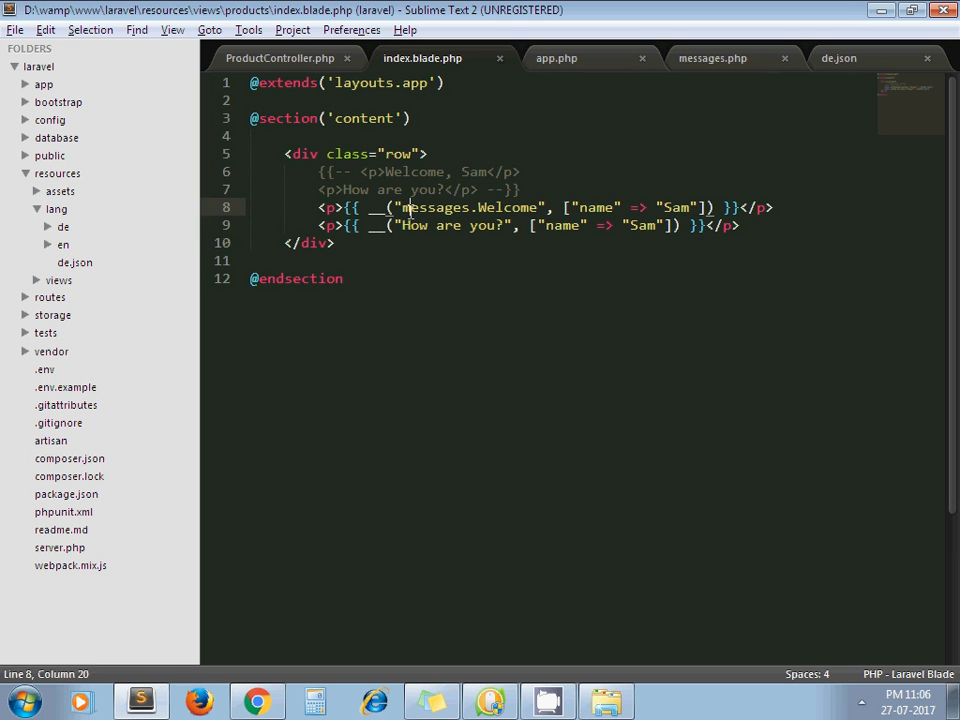 D:\wamp\www\laravel\resources\views\products\index.blade.php (laravel) - Sublime Text 2 (UNREGISTERED)
File Edit Selection Find View Goto Tools Project Preferences Help
FOLDERS
laravel
app
bootstrap
config
database
public
resources
assets
lang
de
en
de.json
views
routes
storage
tests
vendor
.env
.env.example
.gitattributes
.gitignore
artisan
composer.json
composer.lock
package.json
phpunit.xml
readme.md
server.php
webpack.mix.js
ProductController.php index.blade.php app.php messages.php de.json
1 @extends('layouts.app')
2
3 @section('content')
4
5 <div class="row">
6 {{-- <p>Welcome, Sam</p>
7 <p>How are you?</p> --}}
8 <p>{{ __("messages.Welcome", ["name" => "Sam"]) }}</p>
9 <p>{{ __("How are you?", ["name" => "Sam"]) }}</p>
10 </div>
11
12 @endsection
Line 8, Column 20 Spaces: 4 PHP - Laravel Blade
PM 11:06
27-07-2017